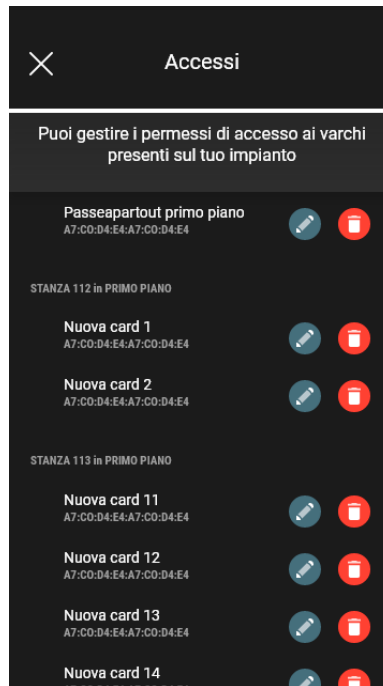 Accessi
Puoi gestire i permessi di accesso ai varchi
presenti sul tuo impianto
Passeapartout primo piano
A7:C0:D4:E4:A7:C0:D4:E4
STANZA 112 in PRIMO PIANO
Nuova card 1
A7:C0:D4:E4:A7:C0:D4:E4
Nuova card 2
A7:C0:D4:E4:A7:C0:D4:E4
STANZA 113 in PRIMO PIANO
Nuova card 11
A7:C0:D4:E4:A7:C0:D4:E4
Nuova card 12
A7:C0:D4:E4:A7:C0:D4:E4
Nuova card 13
A7:C0:D4:E4:A7:C0:D4:E4
Nuova card 14